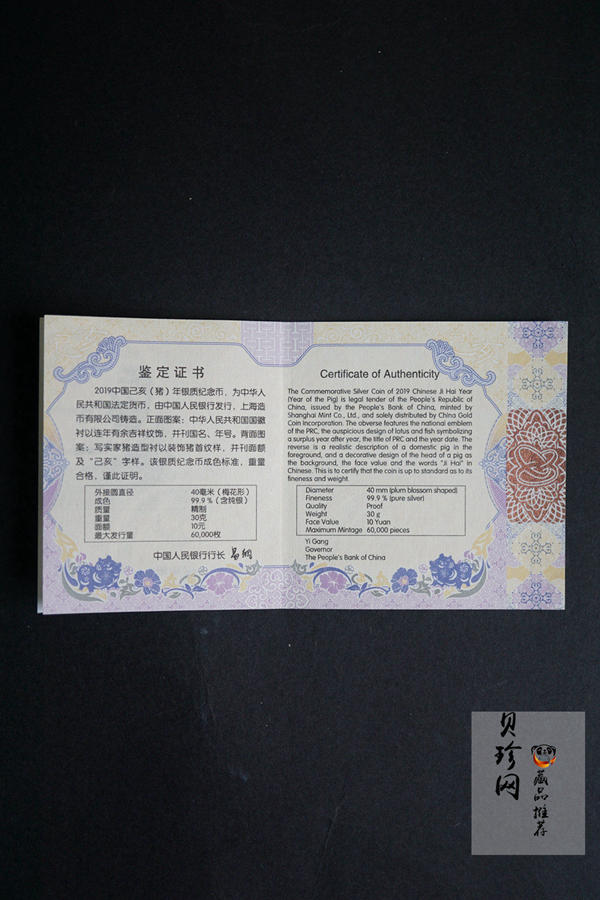 鉴定证书
2019中国己亥（猪）年银质纪念币，为中华人
民共和国法定货币，由中国人民银行发行，上海造
币有限公司铸造。正面图案：中华人民共和国国徽
衬以连年有余吉祥纹饰，并刊国名、年号。背面图
案：写实家猪造型衬以装饰猪首纹样，并刊面额
及“己亥”字样。该银质纪念币成色标准，重量
合格，谨此证明。
外接圆直径 40毫米（梅花形）
成色 99.9％（含纯银）
质量 精制
重量 30克
面额 10元
最大发行量 60,000枚
中国人民银行行长 易纲
Certificate of Authenticity
The Commemorative Silver Coin of 2019 Chinese Ji Hai Year
(Year of the Pig) is legal tender of the People's Republic of
China, issued by the People's Bank of China, minted by
Shanghai Mint Co., Ltd., and solely distributed by China Gold
Coin Incorporation. The obverse features the national emblem
of the PRC, the auspicious design of lotus and fish symbolizing
a surplus year after year, the title of PRC and the year date. The
reverse is a realistic description of a domestic pig in the
foreground, and a decorative design of the head of a pig as
the background, the face value and the words "Ji Hai" in
Chinese. This is to certify that the coin is up to standard as to its
fineness and weight.
Diameter 40 mm (plum blossom shaped)
Fineness 99.9 % (pure silver)
Quality Proof
Weight 30 g
Face Value 10 Yuan
Maximum Mintage 60,000 pieces
Yi Gang
Governor
The People's Bank of China
贝珍网
藏品推荐